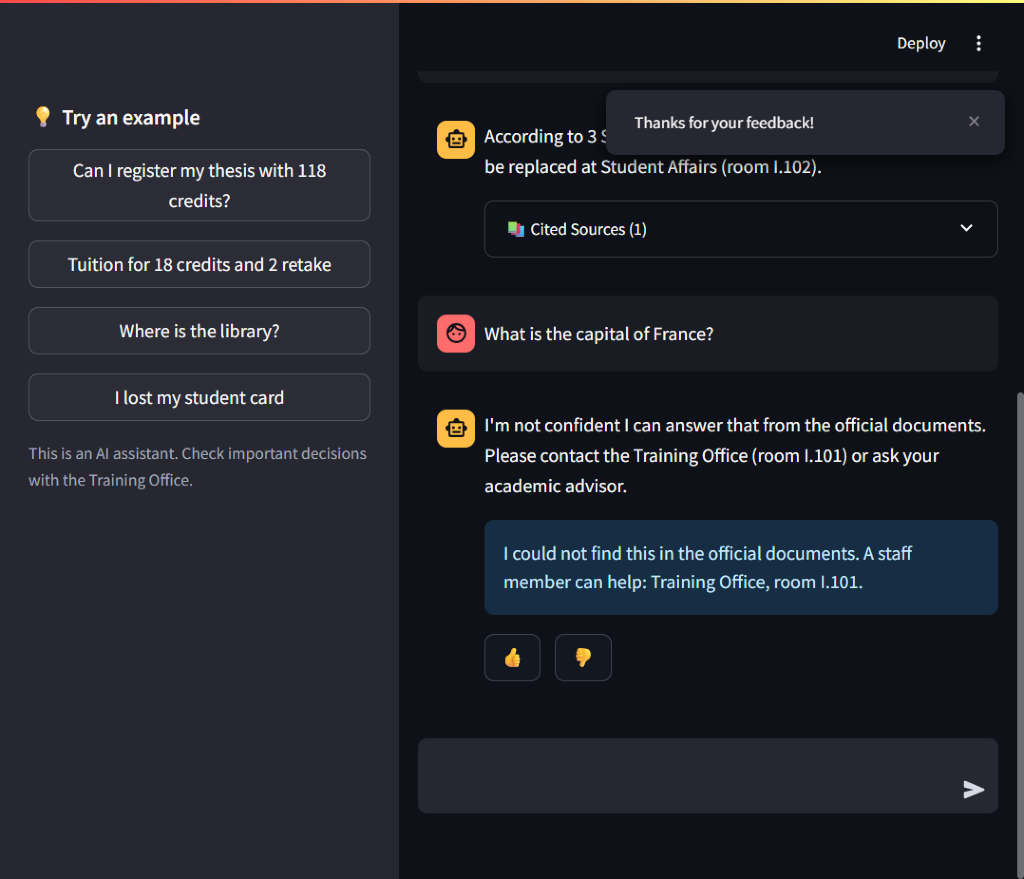 Deploy
Try an example
Can I register my thesis with 118
credits?
Tuition for 18 credits and 2 retake
Where is the library?
I lost my student card
This is an AI assistant. Check important decisions
with the Training Office.
Thanks for your feedback!
According to 3
be replaced at Student Affairs (room I.102).
Cited Sources (1)
What is the capital of France?
I'm not confident I can answer that from the official documents.
Please contact the Training Office (room I.101) or ask your
academic advisor.
I could not find this in the official documents. A staff
member can help: Training Office, room I.101.